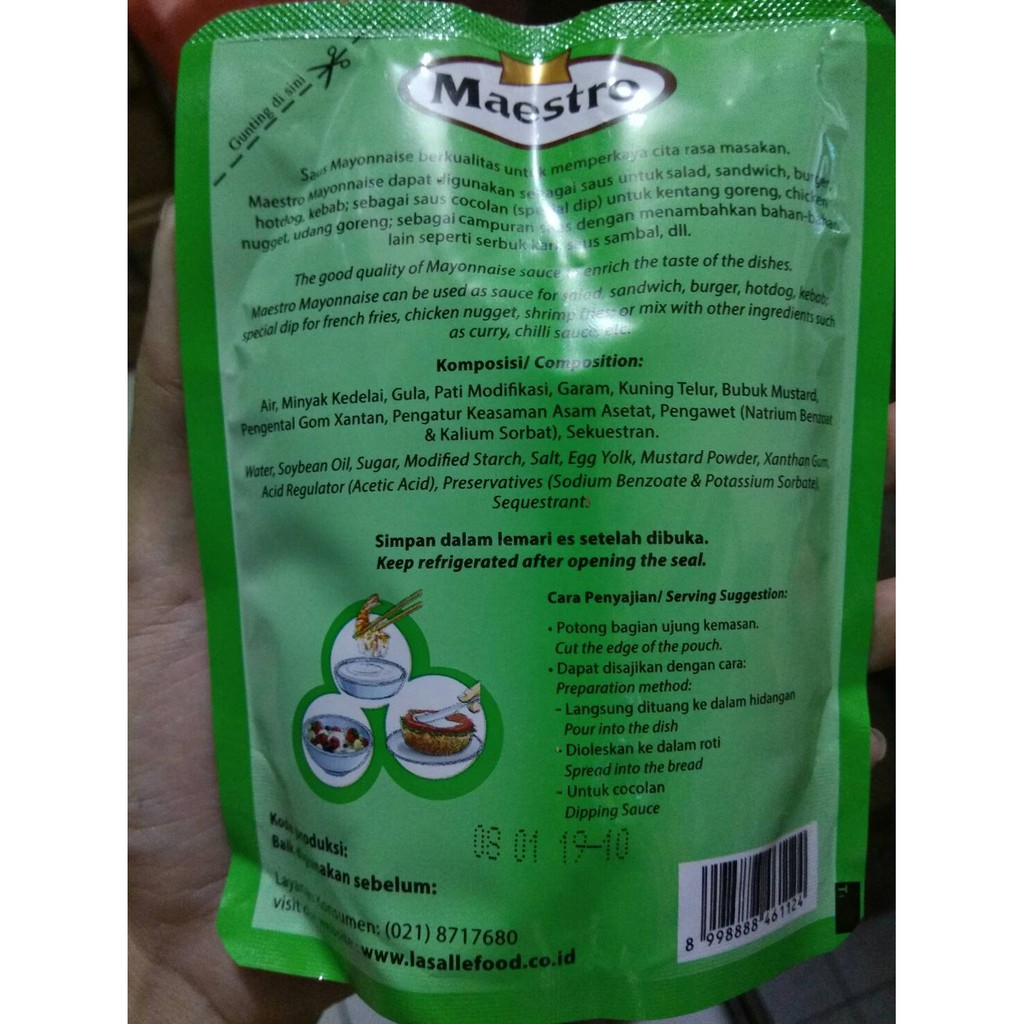 Gunting di sini
Maestro
Saus Mayonnaise berkualitas untuk memperkaya cita rasa masakan.
Maestro Mayonnaise dapat digunakan sebagai saus untuk salad, sandwich, burger,
hotdog, kebab; sebagai saus cocolan (special dip) untuk kentang goreng, chicken
nugget, udang goreng; sebagai campuran saus dengan menambahkan bahan-bahan
lain seperti serbuk kari, saus sambal, dll.
The good quality of Mayonnaise sauce enrich the taste of the dishes.
Maestro Mayonnaise can be used as sauce for salad, sandwich, burger, hotdog, kebab;
special dip for french fries, chicken nugget, shrimp fries; or mix with other ingredients such
as curry, chilli sauce, etc.
Komposisi/ Composition:
Air, Minyak Kedelai, Gula, Pati Modifikasi, Garam, Kuning Telur, Bubuk Mustard,
Pengental Gom Xantan, Pengatur Keasaman Asam Asetat, Pengawet (Natrium Benzoat
& Kalium Sorbat), Sekuestran.
Water, Soybean Oil, Sugar, Modified Starch, Salt, Egg Yolk, Mustard Powder, Xanthan Gum,
Acid Regulator (Acetic Acid), Preservatives (Sodium Benzoate & Potassium Sorbate),
Sequestrant.
Simpan dalam lemari es setelah dibuka.
Keep refrigerated after opening the seal.
Cara Penyajian/ Serving Suggestion:
• Potong bagian ujung kemasan.
Cut the edge of the pouch.
• Dapat disajikan dengan cara:
Preparation method:
– Langsung dituang ke dalam hidangan
Pour into the dish
– Dioleskan ke dalam roti
Spread into the bread
– Untuk cocolan
Dipping Sauce
Kode produksi:
Baik digunakan sebelum:
08 01 19-10
Layanan konsumen: (021) 8717680
visit www.lasallefood.co.id
8 998888 461124